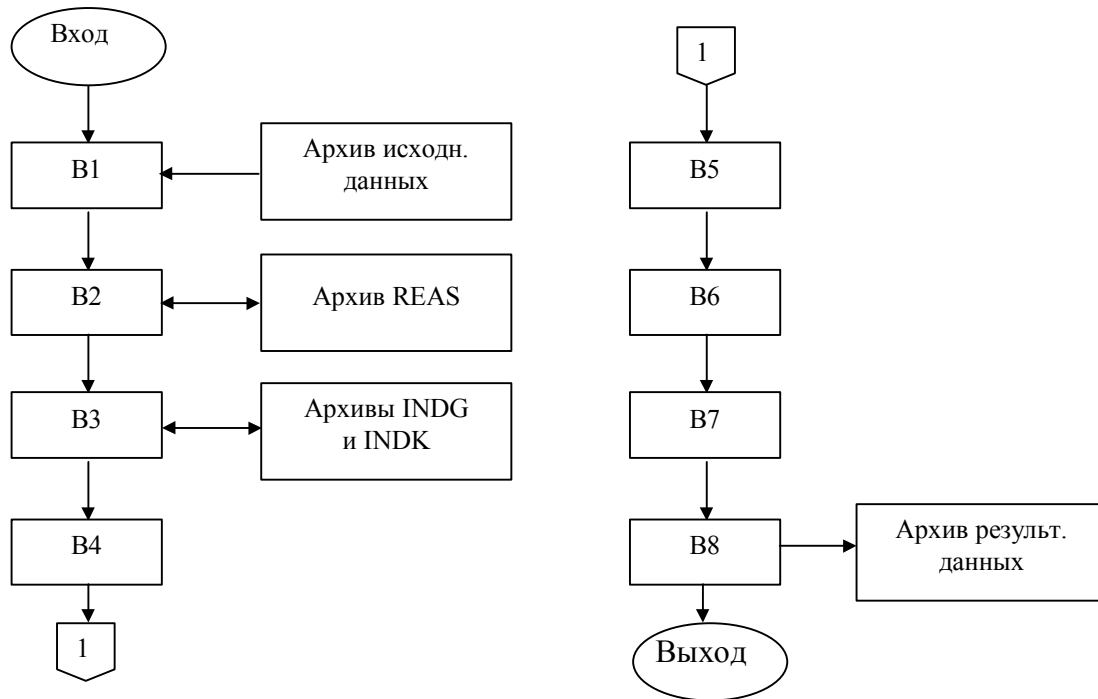 Вход
В1
Архив исходн.
данных
В2
Архив REAS
В3
Архивы INDG
и INDK
В4
1
1
В5
В6
В7
В8
Архив результ.
данных
Выход